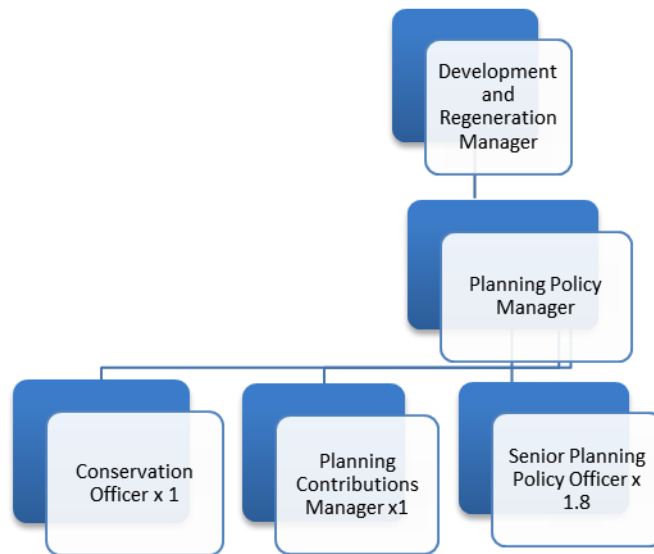 Development
and
Regeneration
Manager
Planning Policy
Manager
Conservation
Officer x 1
Planning
Contributions
Manager x1
Senior Planning
Policy Officer x
1.8